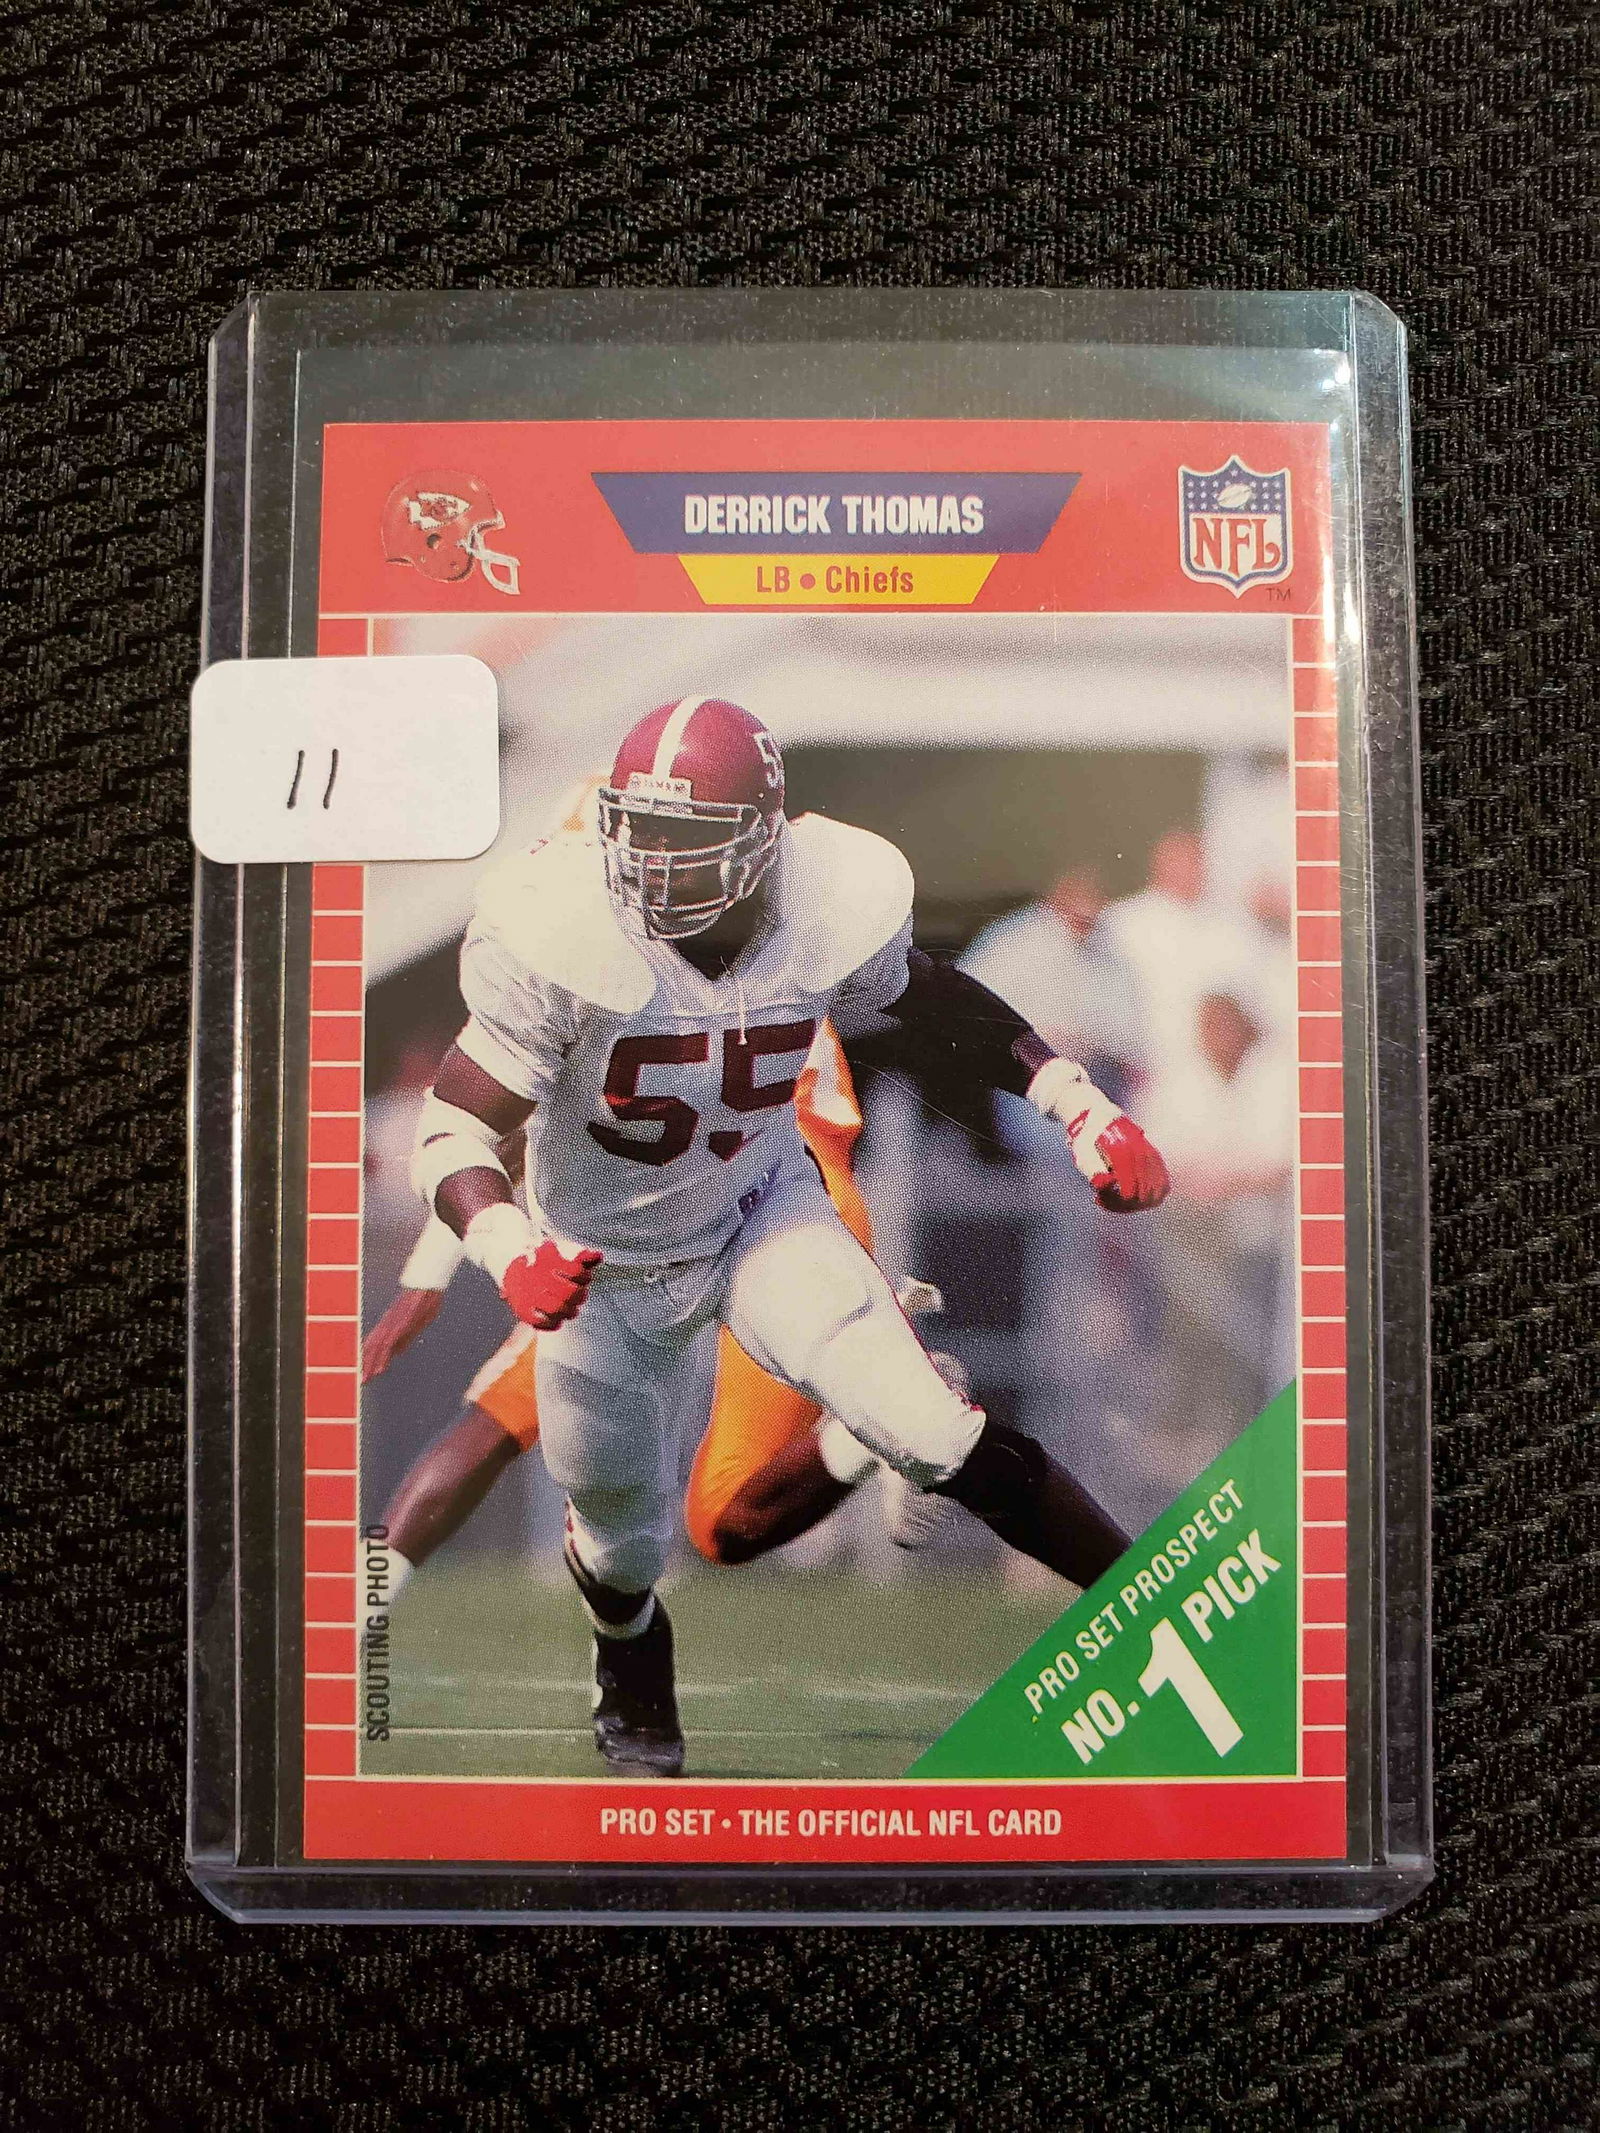 DERRICK THOMAS
LB • Chiefs
NFL
TM
11
55
SCOUTING PHOTO
PRO SET PROSPECT
NO. 1 PICK
PRO SET • THE OFFICIAL NFL CARD